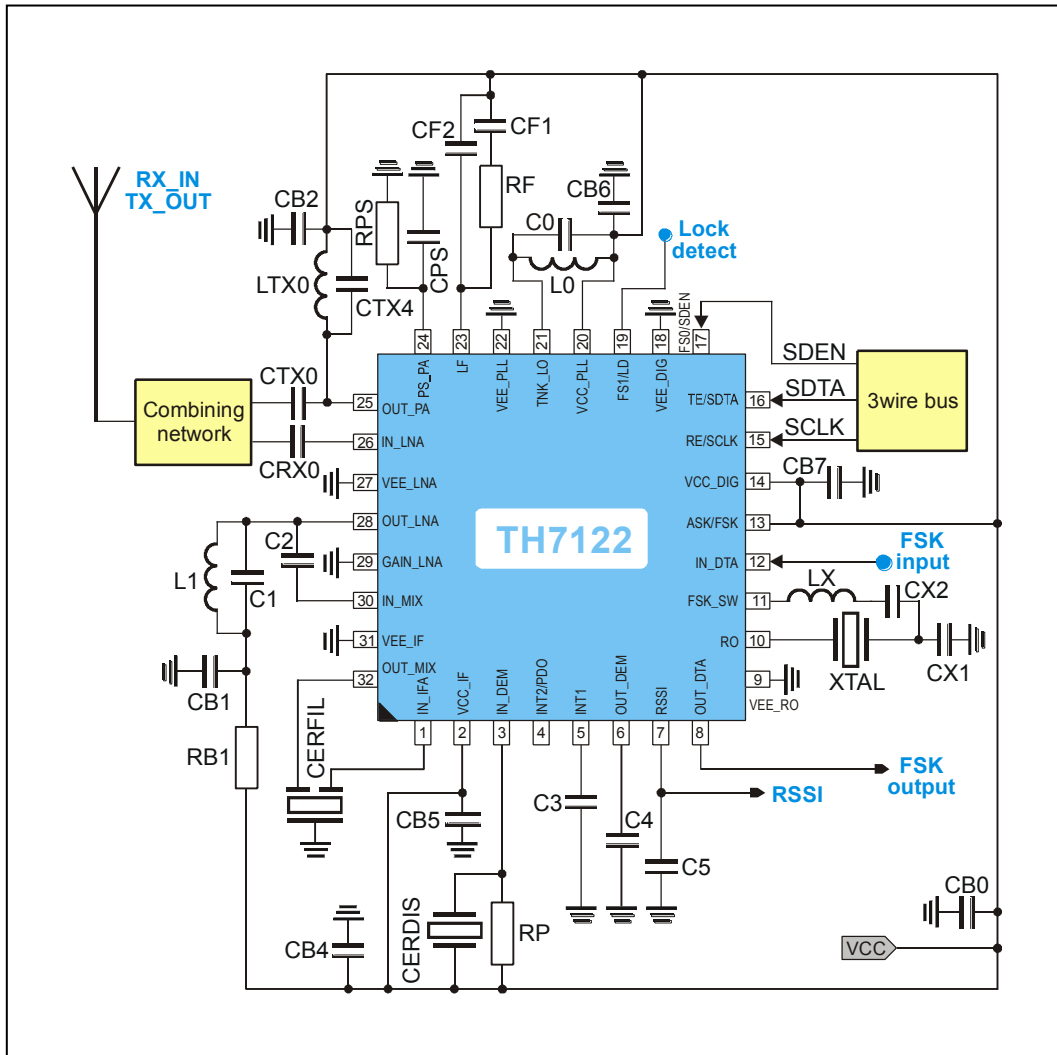 CF2
CF1
RX_IN
TX_OUT
CB2
RPS
CPS
RF
CB6
C0
L0
Lock
detect
LTX0
CTX4
24
23
22
21
20
19
18
17
FS0/SDEN
PS_PA
LF
VEE_PLL
TNK_LO
VCC_PLL
FS1/LD
VEE_DIG
SDEN
SDTA
SCLK
3wire bus
Combining
network
CTX0
CRX0
25 OUT_PA
26 IN_LNA
27 VEE_LNA
28 OUT_LNA
29 GAIN_LNA
30 IN_MIX
31 VEE_IF
32 OUT_MIX
TE/SDTA 16
RE/SCLK 15
VCC_DIG 14
ASK/FSK 13
IN_DTA 12
FSK_SW 11
RO 10
9
VEE_RO
TH7122
CB7
FSK
input
LX
CX2
CX1
XTAL
L1
C1
C2
CB1
RB1
IN_IFA
VCC_IF
IN_DEM
INT2/PDO
INT1
OUT_DEM
RSSI
OUT_DTA
1
2
3
4
5
6
7
8
CERFIL
CB5
C3
C4
C5
RSSI
FSK
output
CB4
CERDIS
RP
CB0
VCC